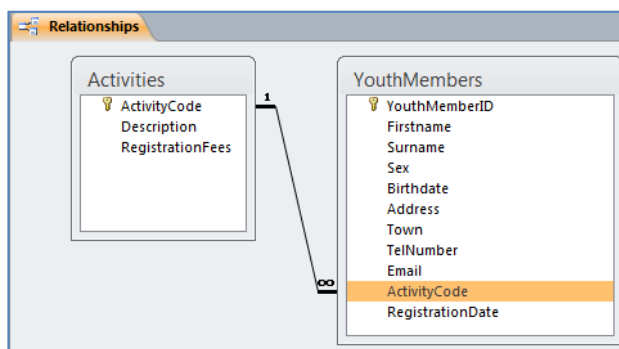 Relationships
Activities
ActivityCode
Description
RegistrationFees
1
∞
YouthMembers
YouthMemberID
Firstname
Surname
Sex
Birthdate
Address
Town
TelNumber
Email
ActivityCode
RegistrationDate